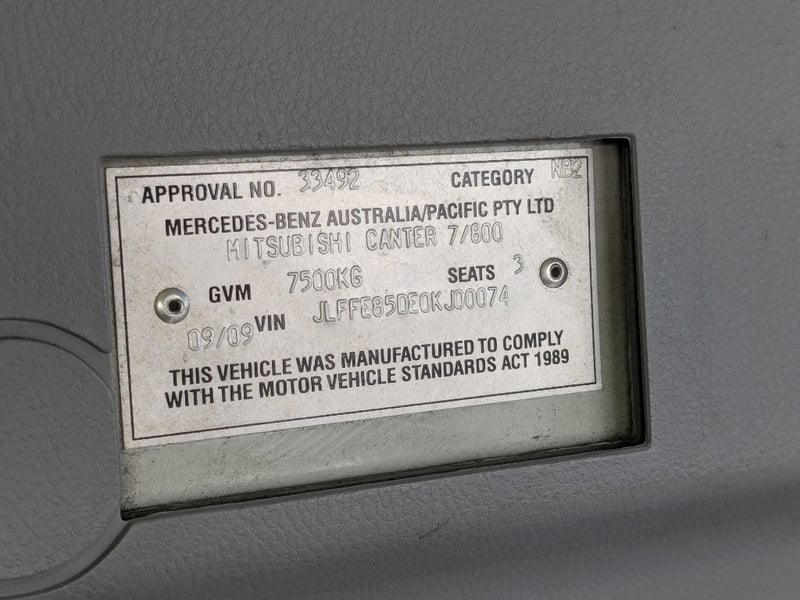 APPROVAL NO. 33492 CATEGORY NB2
MERCEDES-BENZ AUSTRALIA/PACIFIC PTY LTD
MITSUBISHI CANTER 7/800
GVM 7500KG SEATS 3
09/09 VIN JLFFE85DE0KJ00074
THIS VEHICLE WAS MANUFACTURED TO COMPLY
WITH THE MOTOR VEHICLE STANDARDS ACT 1989